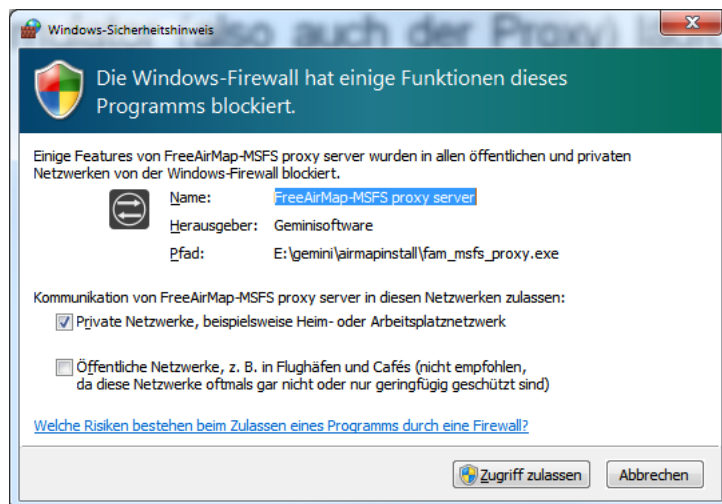 Windows-Sicherheitshinweis
(also auch der Proxy)
Die Windows-Firewall hat einige Funktionen dieses
Programms blockiert.
Einige Features von FreeAirMap-MSFS proxy server wurden in allen öffentlichen und privaten
Netzwerken von der Windows-Firewall blockiert.
Name: FreeAirMap-MSFS proxy server
Herausgeber: Geminisoftware
Pfad: E:\gemini\airmapinstall\fam_msfs_proxy.exe
Kommunikation von FreeAirMap-MSFS proxy server in diesen Netzwerken zulassen:
Private Netzwerke, beispielsweise Heim- oder Arbeitsplatznetzwerk
Öffentliche Netzwerke, z. B. in Flughäfen und Cafés (nicht empfohlen,
da diese Netzwerke oftmals gar nicht oder nur geringfügig geschützt sind)
Welche Risiken bestehen beim Zulassen eines Programms durch eine Firewall?
Zugriff zulassen Abbrechen